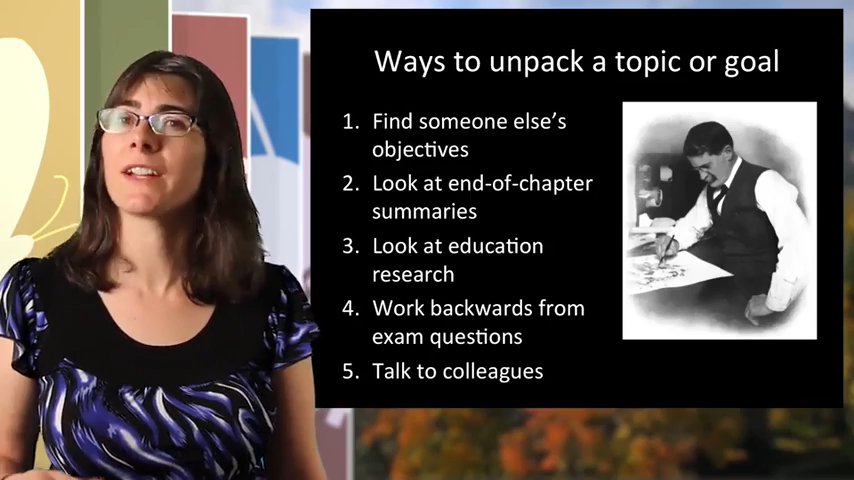 Ways to unpack a topic or goal
1. Find someone else's
objectives
2. Look at end-of-chapter
summaries
3. Look at education
research
4. Work backwards from
exam questions
5. Talk to colleagues